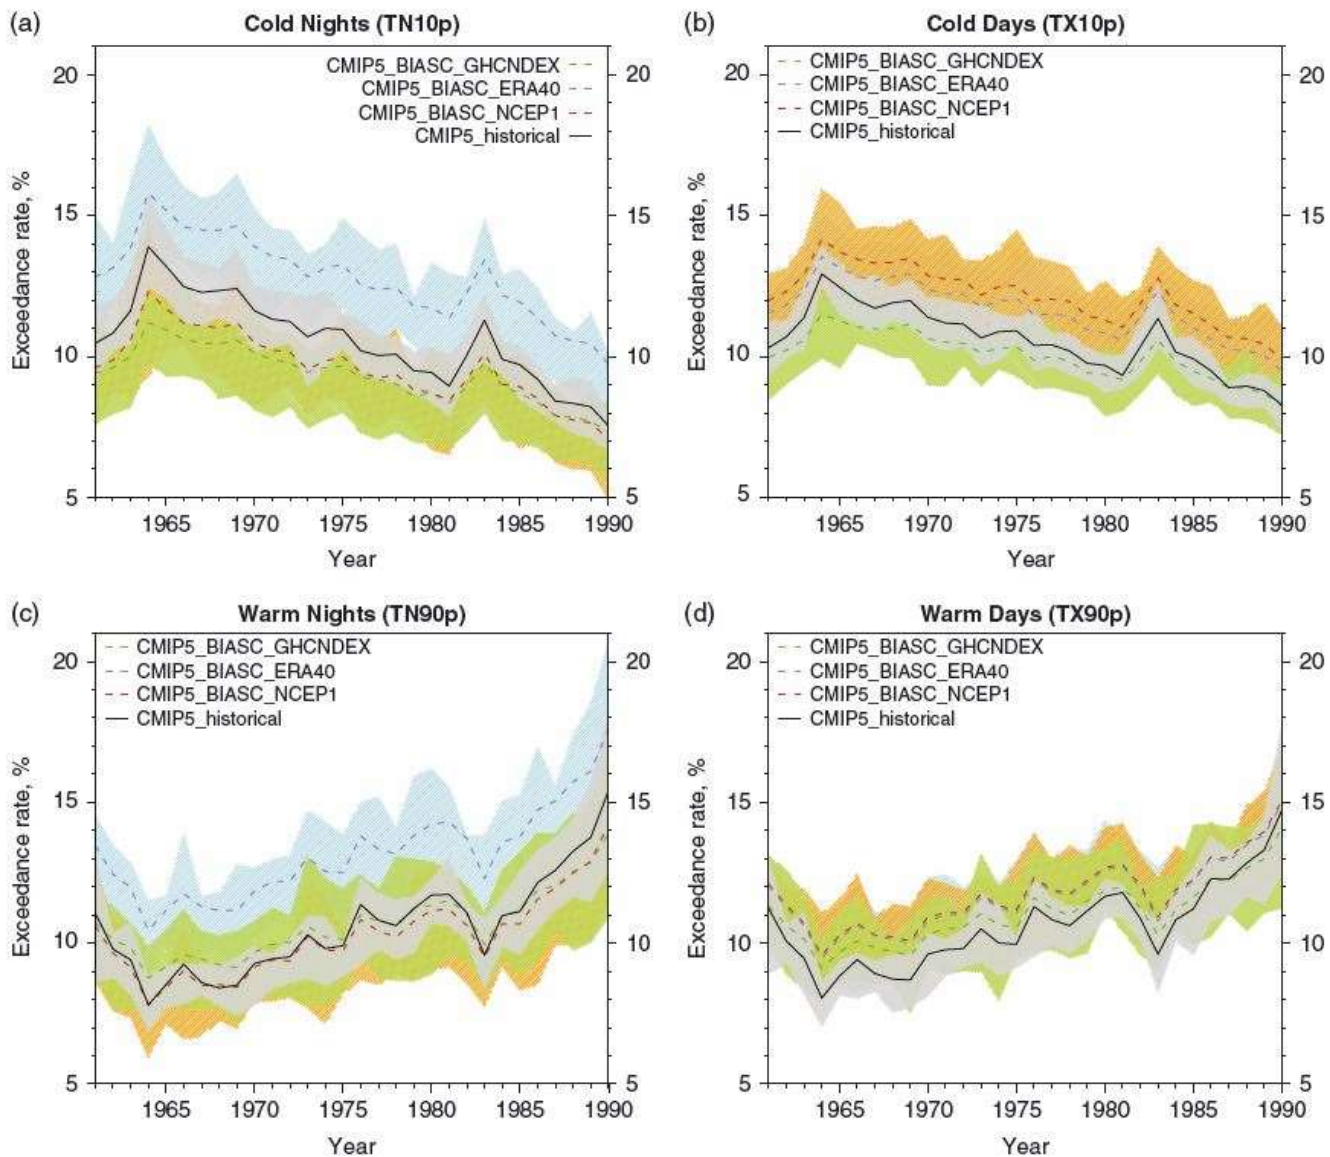 (a) Cold Nights (TN10p)
CMIP5_BIASC_GHCNDEX
CMIP5_BIASC_ERA40
CMIP5_BIASC_NCEP1
CMIP5_historical
Exceedance rate, %
20
15
10
5
20
15
10
5
1965 1970 1975 1980 1985 1990
Year
(b) Cold Days (TX10p)
CMIP5_BIASC_GHCNDEX
CMIP5_BIASC_ERA40
CMIP5_BIASC_NCEP1
CMIP5_historical
Exceedance rate, %
20
15
10
5
20
15
10
5
1965 1970 1975 1980 1985 1990
Year
(c) Warm Nights (TN90p)
CMIP5_BIASC_GHCNDEX
CMIP5_BIASC_ERA40
CMIP5_BIASC_NCEP1
CMIP5_historical
Exceedance rate, %
20
15
10
5
20
15
10
5
1965 1970 1975 1980 1985 1990
Year
(d) Warm Days (TX90p)
CMIP5_BIASC_GHCNDEX
CMIP5_BIASC_ERA40
CMIP5_BIASC_NCEP1
CMIP5_historical
Exceedance rate, %
20
15
10
5
20
15
10
5
1965 1970 1975 1980 1985 1990
Year